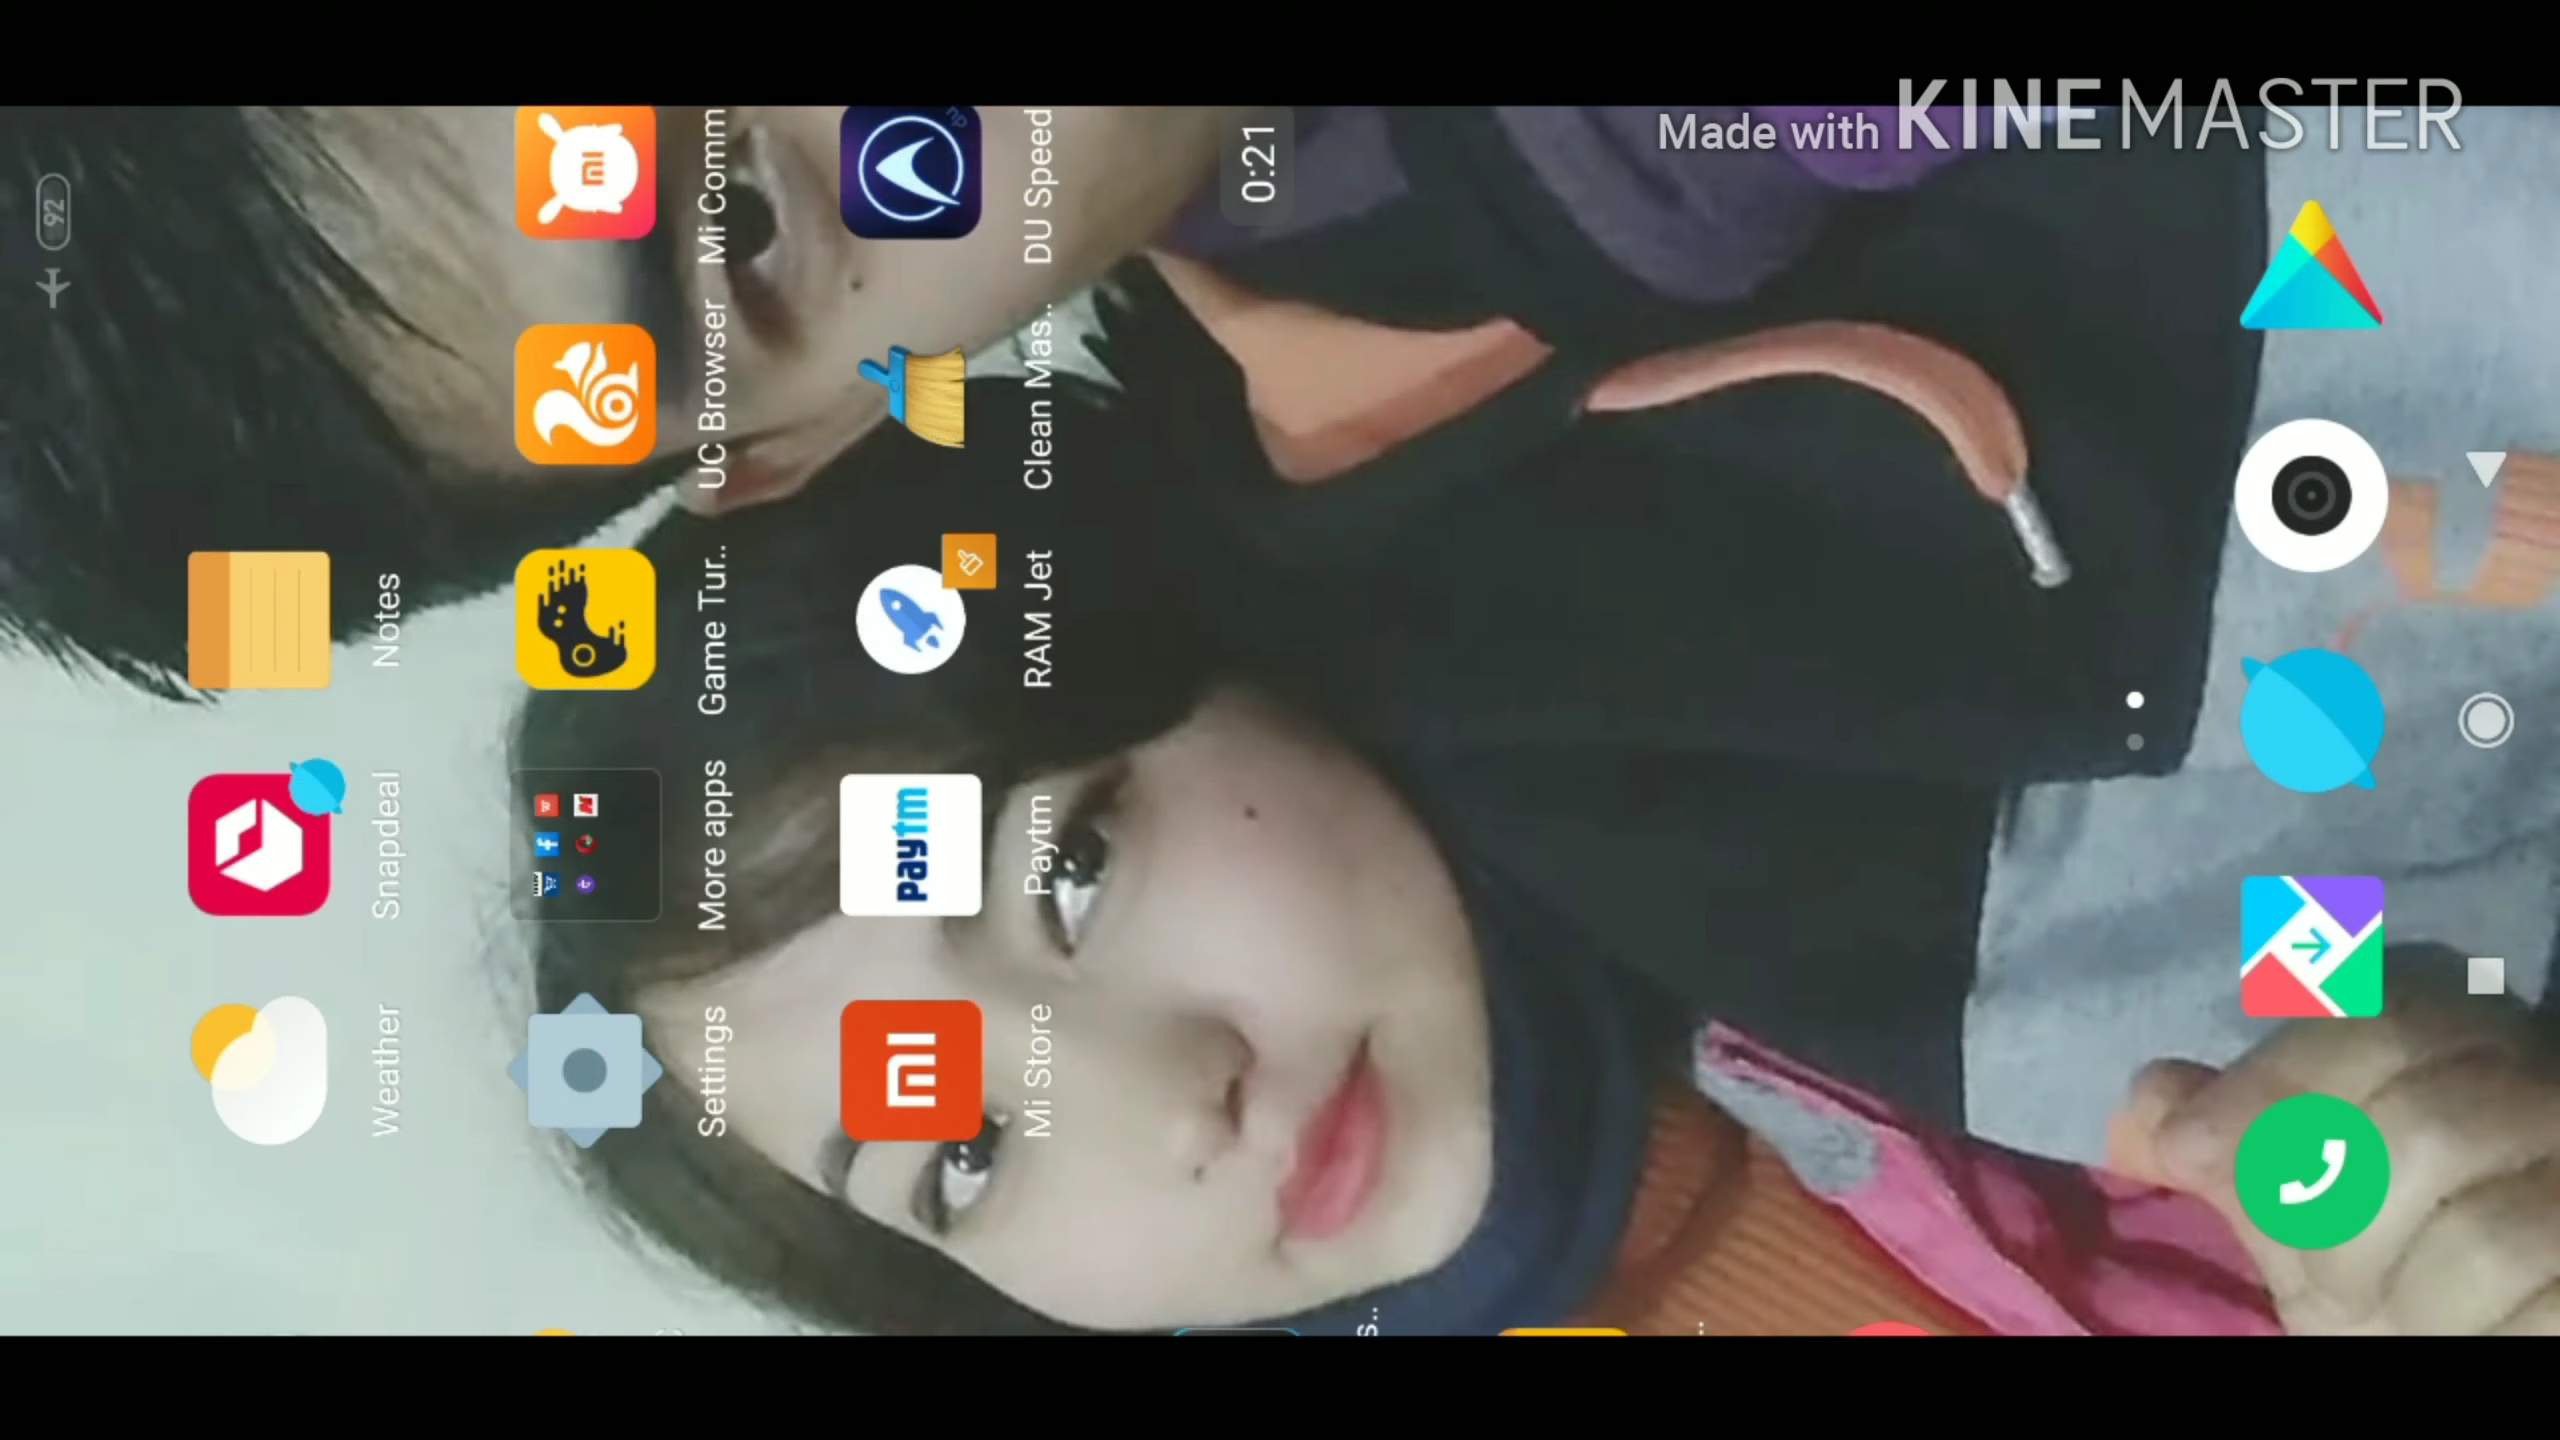 Made with KINEMASTER
92
0:21
Weather
Snapdeal
Notes
Settings
More apps
Game Tur..
UC Browser
Mi Comm
Mi Store
paytm
Paytm
RAM Jet
Clean Mas..
DU Speed
s..
..